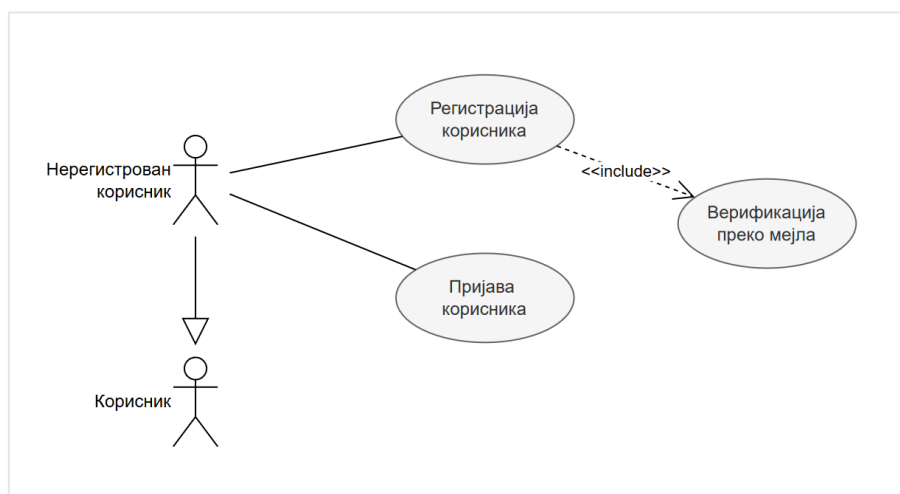 Регистрација
корисника
Нерегистрован
корисник
<<include>>
Верификација
преко мејла
Пријава
корисника
Корисник